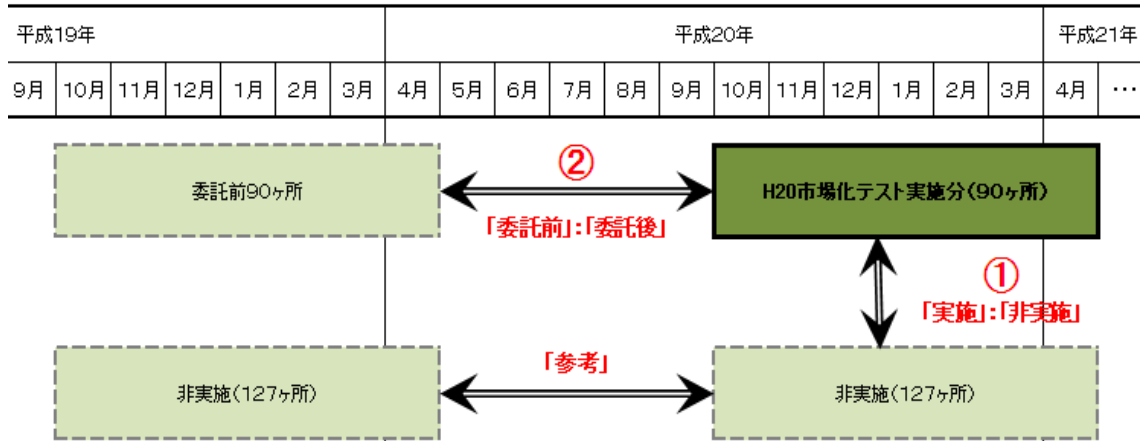 平成19年 平成20年 平成21年
9月 10月 11月 12月 1月 2月 3月 4月 5月 6月 7月 8月 9月 10月 11月 12月 1月 2月 3月 4月 …
委託前90ヶ所
②
「委託前」:「委託後」
H20市場化テスト実施分(90ヶ所)
①
「実施」:「非実施」
非実施(127ヶ所)
「参考」
非実施(127ヶ所)